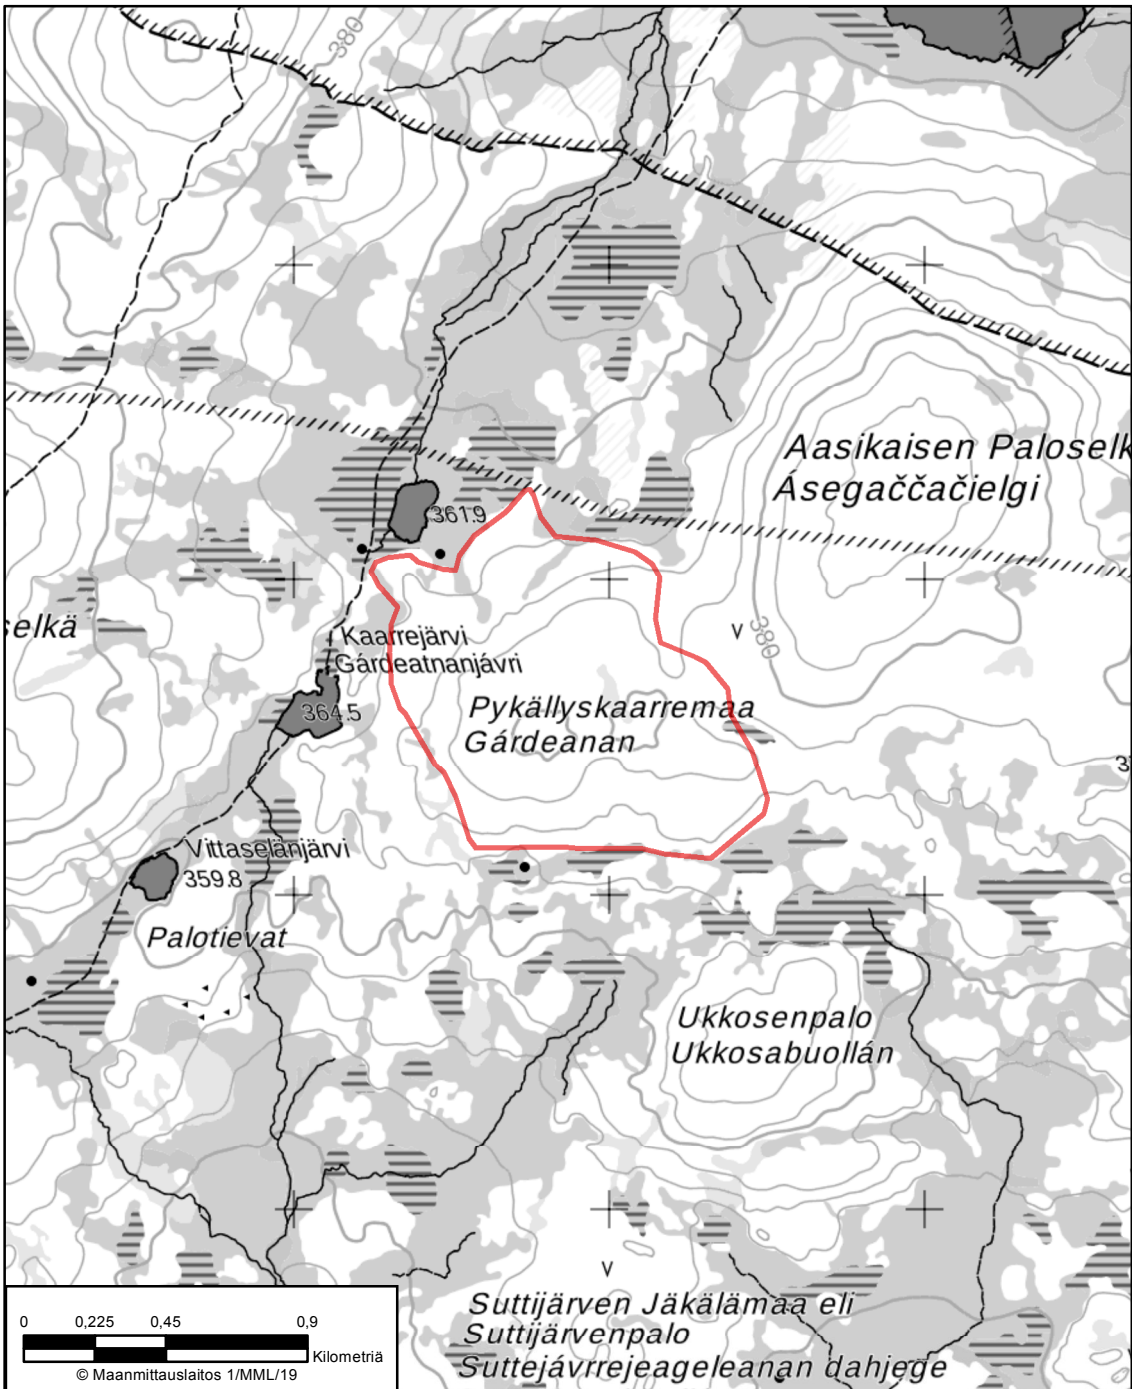 380
Aasikaisen Paloselk
Ásegaččačielgi
361.9
selkä
Kaarrejärvi
Gárdeatnanjávri
380
364.5
Pykällyskaarremaa
Gárdeanan
3
Vittaselänjärvi
359.8
Palotievat
Ukkosenpalo
Ukkosabuollán
Suttijärven Jäkälämaa eli
Suttijärvenpalo
Suttejávrrejeageleanan dahjege
0 0,225 0,45 0,9
Kilometriä
© Maanmittauslaitos 1/MML/19